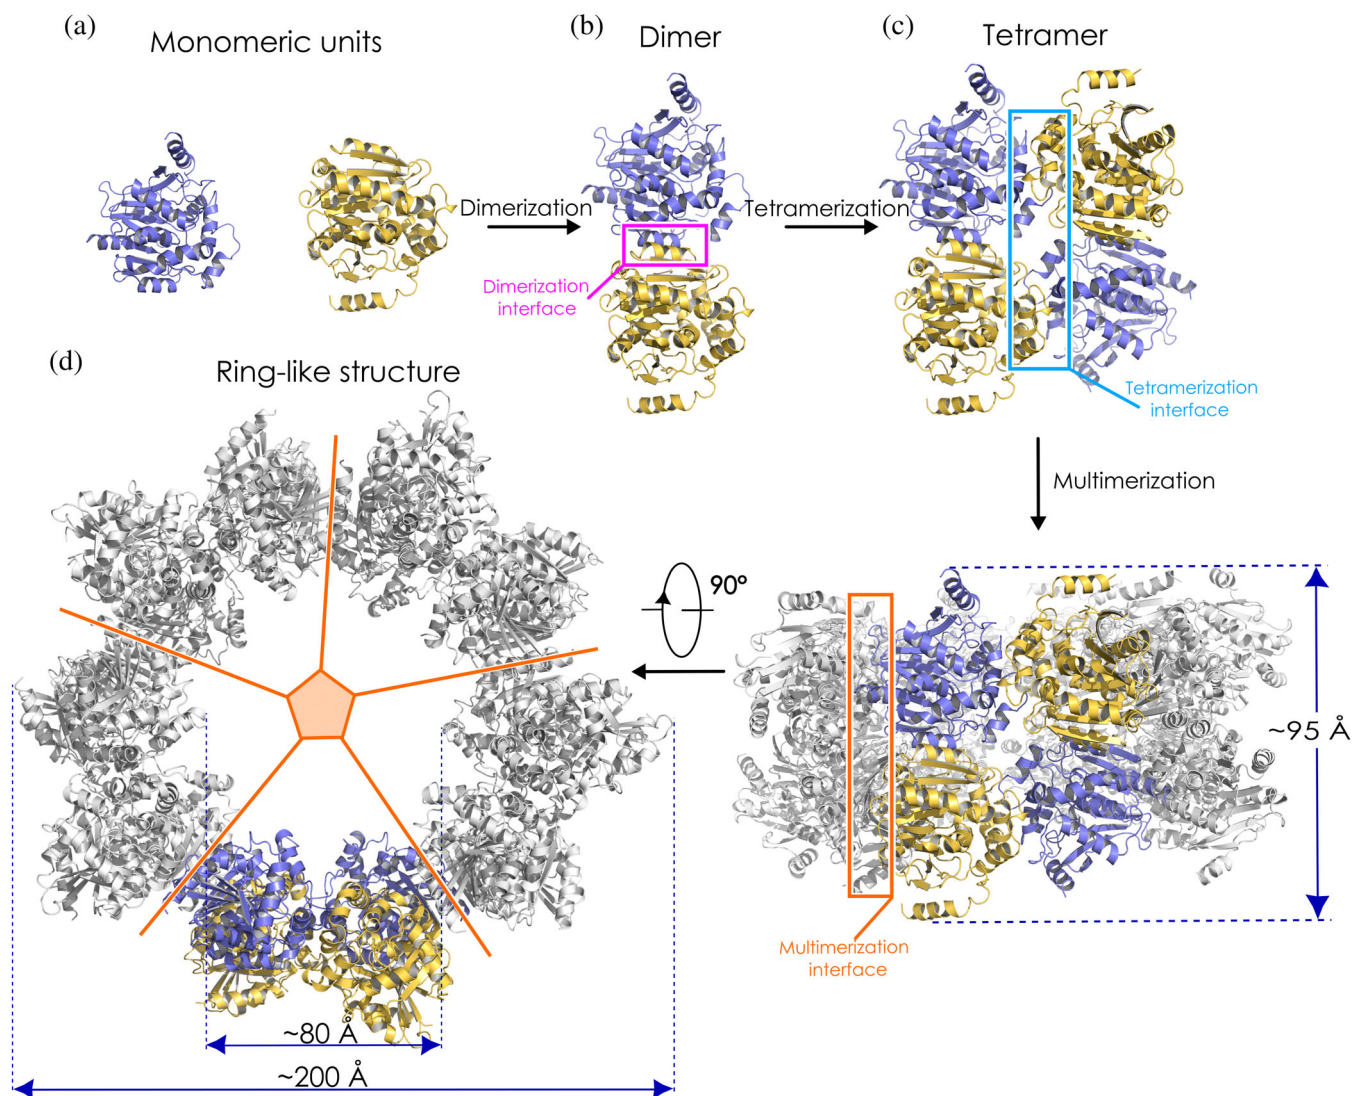 (a)
Monomeric units
(b)
Dimer
(c)
Tetramer
Dimerization
Tetramerization
Dimerization
interface
Tetramerization
interface
(d)
Ring-like structure
Multimerization
90º
~95 Å
Multimerization
interface
~80 Å
~200 Å